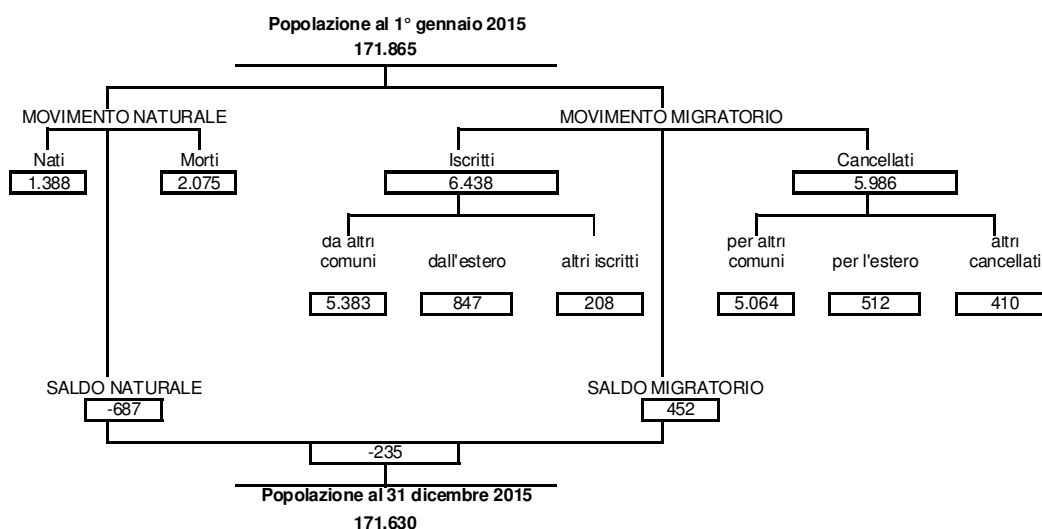 Popolazione al 1° gennaio 2015
171.865
MOVIMENTO NATURALE
MOVIMENTO MIGRATORIO
Nati
Morti
Iscritti
Cancellati
1.388
2.075
6.438
5.986
da altri
comuni
dall'estero
altri iscritti
per altri
comuni
per l'estero
altri
cancellati
5.383
847
208
5.064
512
410
SALDO NATURALE
SALDO MIGRATORIO
-687
452
-235
Popolazione al 31 dicembre 2015
171.630